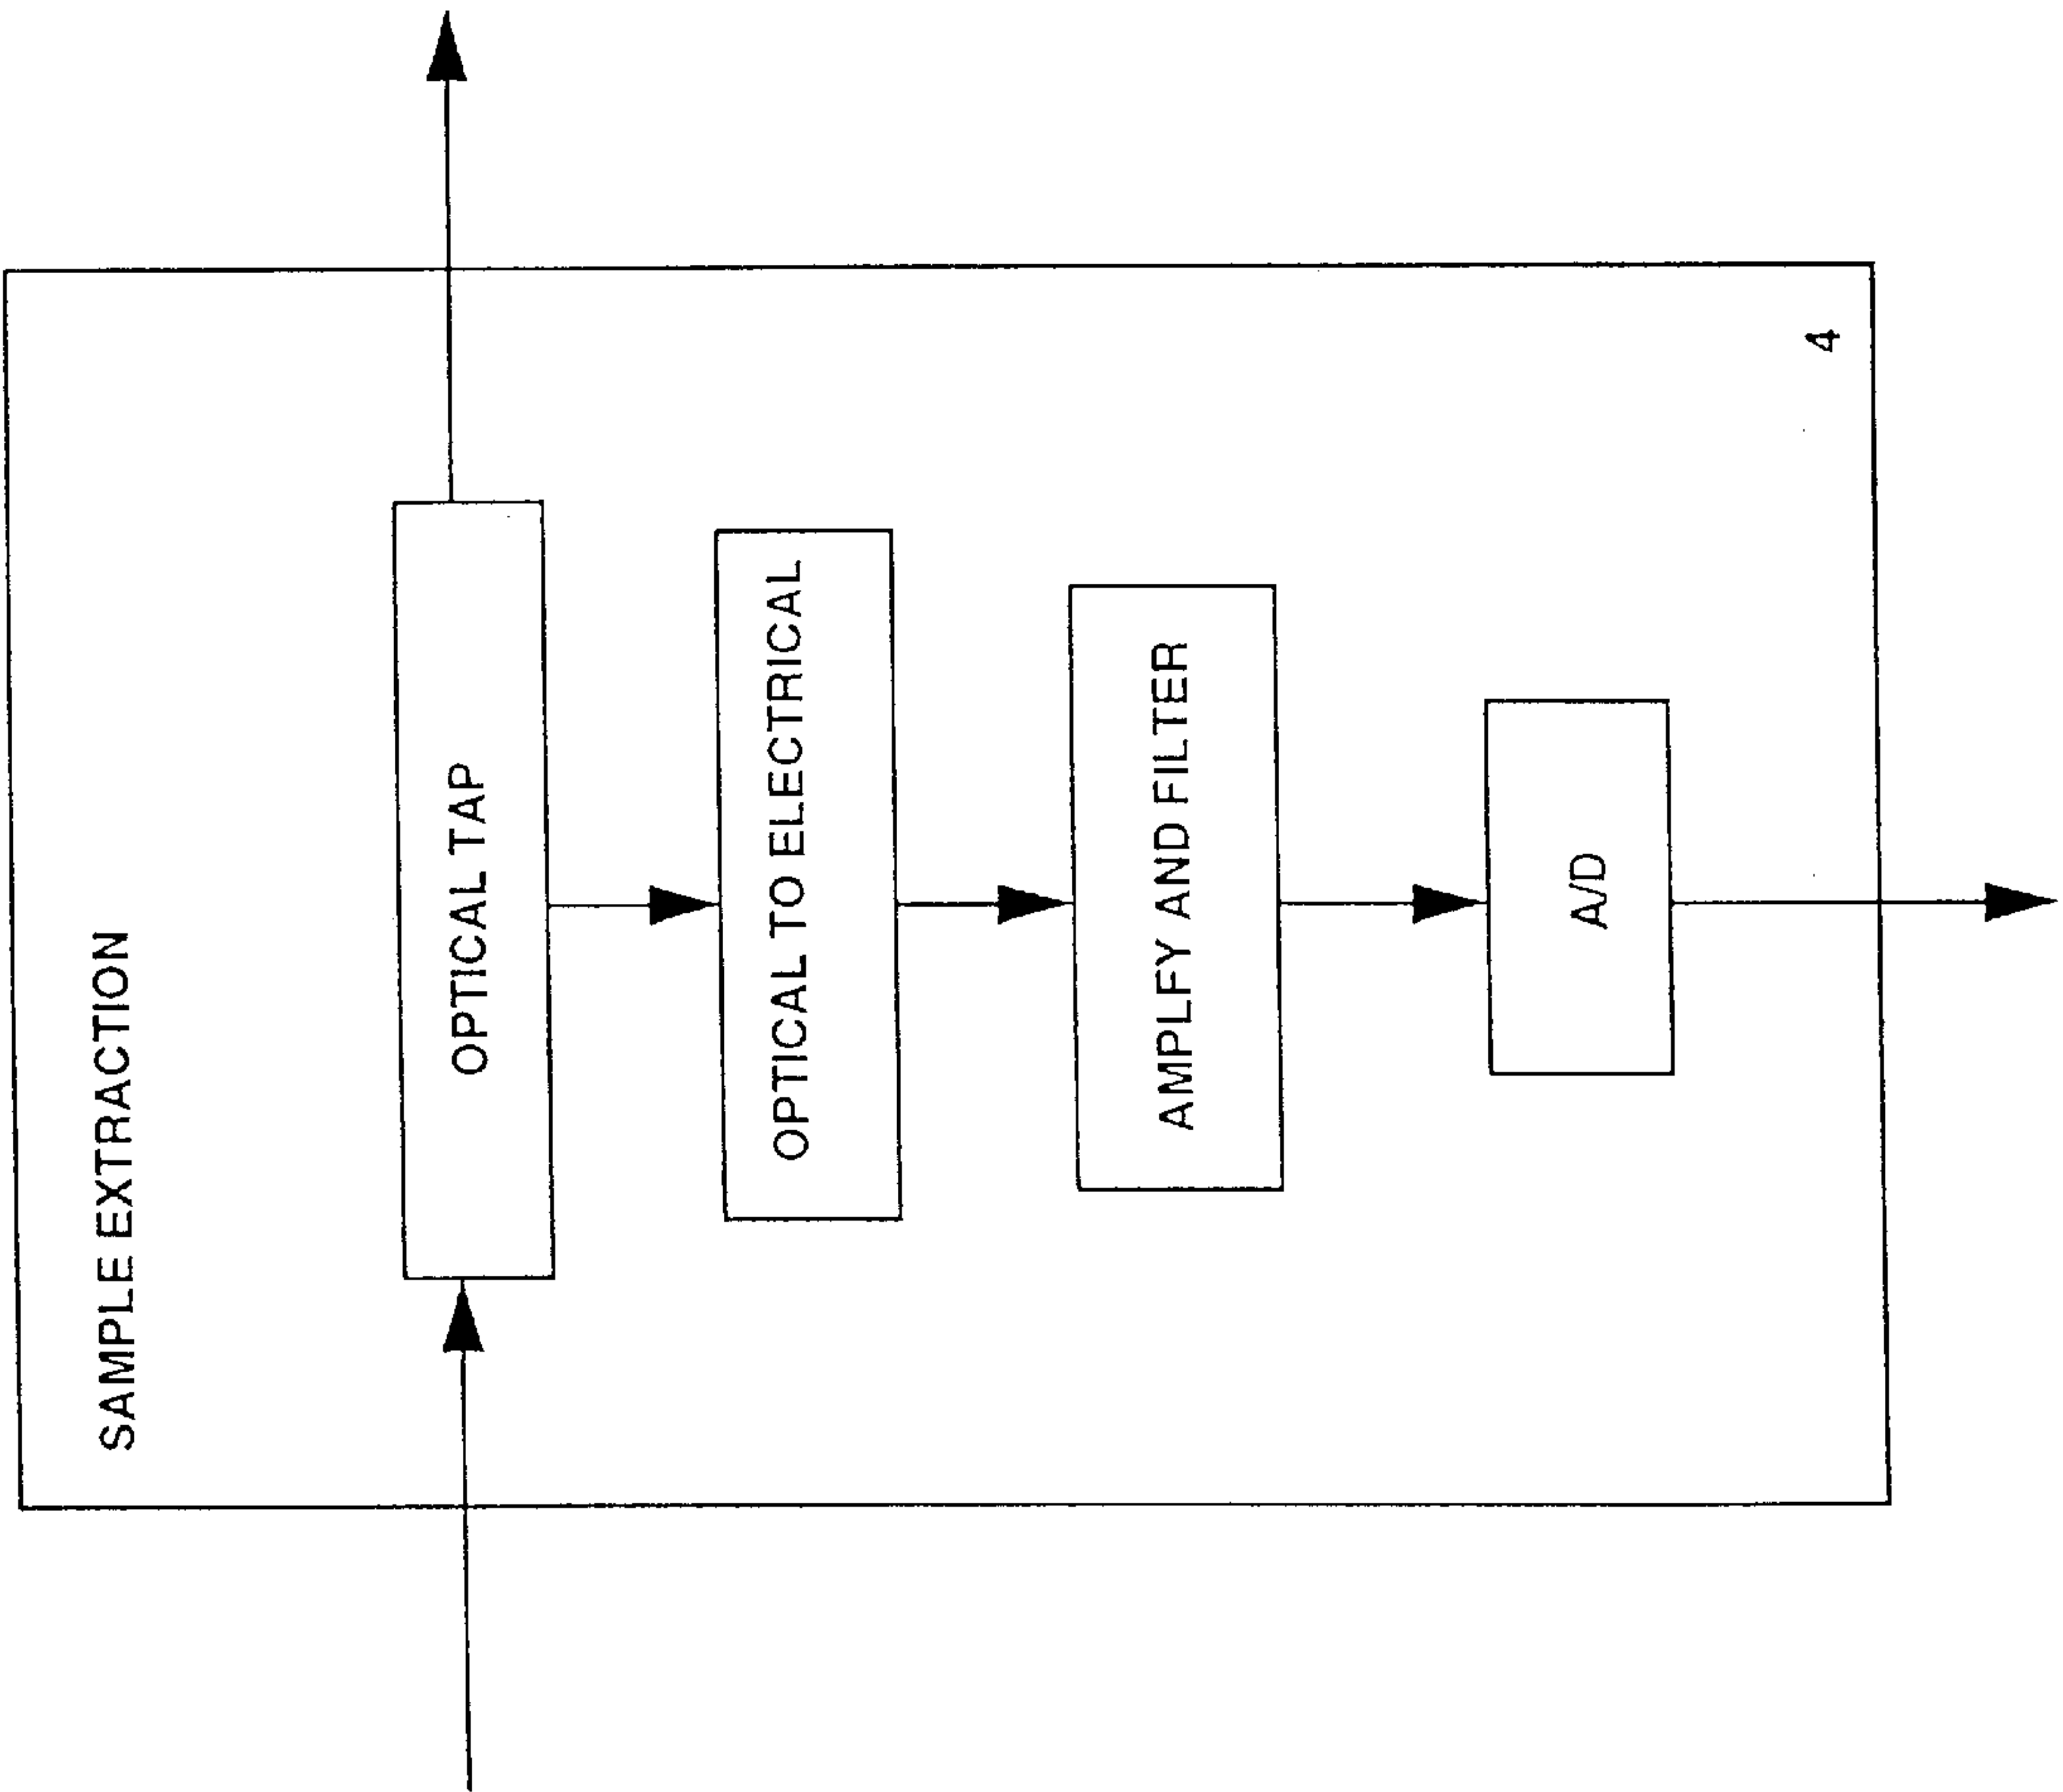 SAMPLE EXTRACTION
OPTICAL TAP
OPTICAL TO ELECTRICAL
AMPLFY AND FILTER
A/D
4